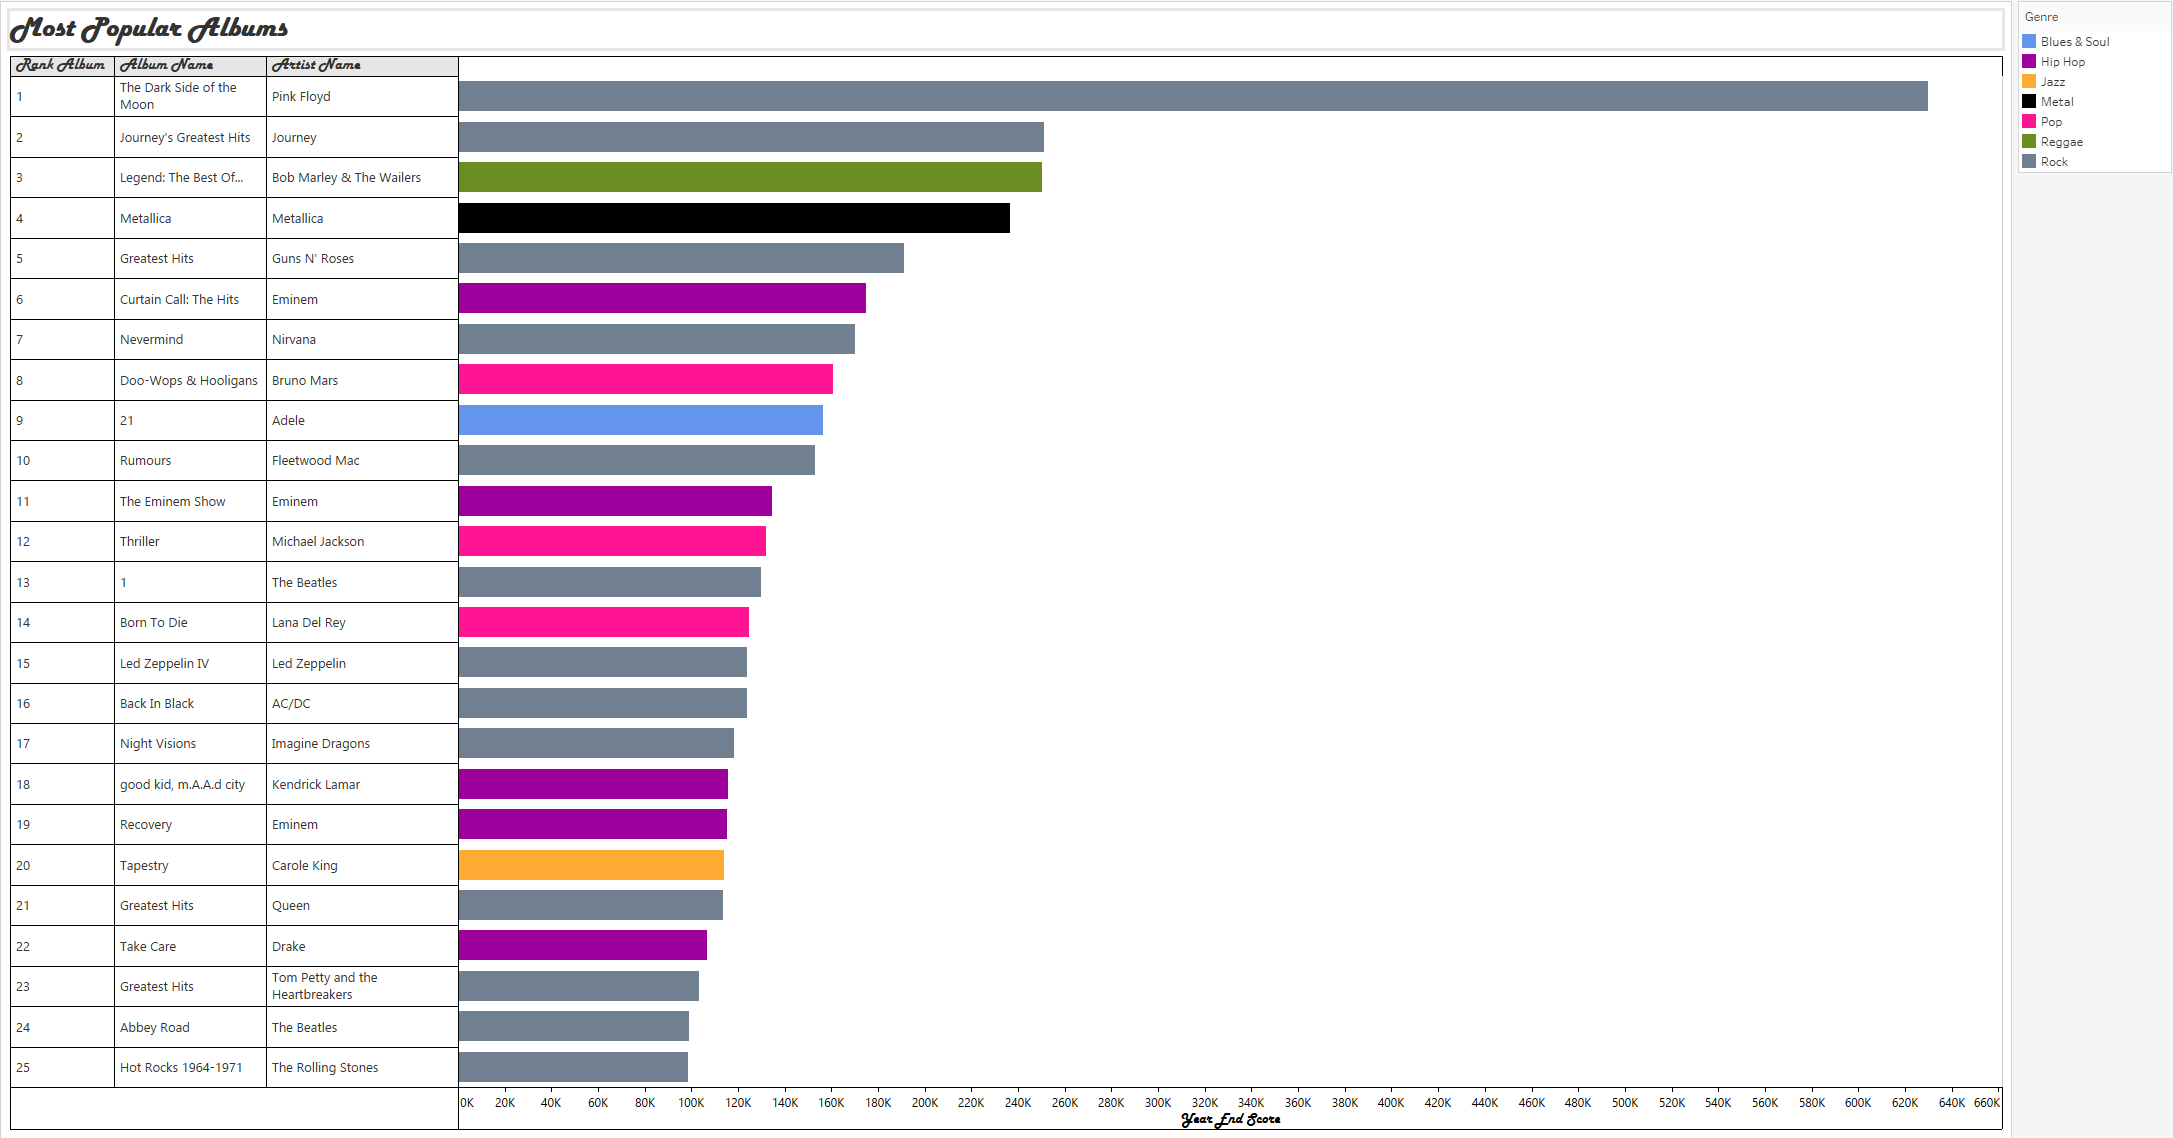 Most Popular Albums
Rank Album Album Name Artist Name
1 The Dark Side of the Moon Pink Floyd
2 Journey's Greatest Hits Journey
3 Legend: The Best Of... Bob Marley & The Wailers
4 Metallica Metallica
5 Greatest Hits Guns N' Roses
6 Curtain Call: The Hits Eminem
7 Nevermind Nirvana
8 Doo-Wops & Hooligans Bruno Mars
9 21 Adele
10 Rumours Fleetwood Mac
11 The Eminem Show Eminem
12 Thriller Michael Jackson
13 1 The Beatles
14 Born To Die Lana Del Rey
15 Led Zeppelin IV Led Zeppelin
16 Back In Black AC/DC
17 Night Visions Imagine Dragons
18 good kid, m.A.A.d city Kendrick Lamar
19 Recovery Eminem
20 Tapestry Carole King
21 Greatest Hits Queen
22 Take Care Drake
23 Greatest Hits Tom Petty and the Heartbreakers
24 Abbey Road The Beatles
25 Hot Rocks 1964-1971 The Rolling Stones
0K 20K 40K 60K 80K 100K 120K 140K 160K 180K 200K 220K 240K 260K 280K 300K 320K 340K 360K 380K 400K 420K 440K 460K 480K 500K 520K 540K 560K 580K 600K 620K 640K 660K
Year End Score
Genre
Blues & Soul
Hip Hop
Jazz
Metal
Pop
Reggae
Rock